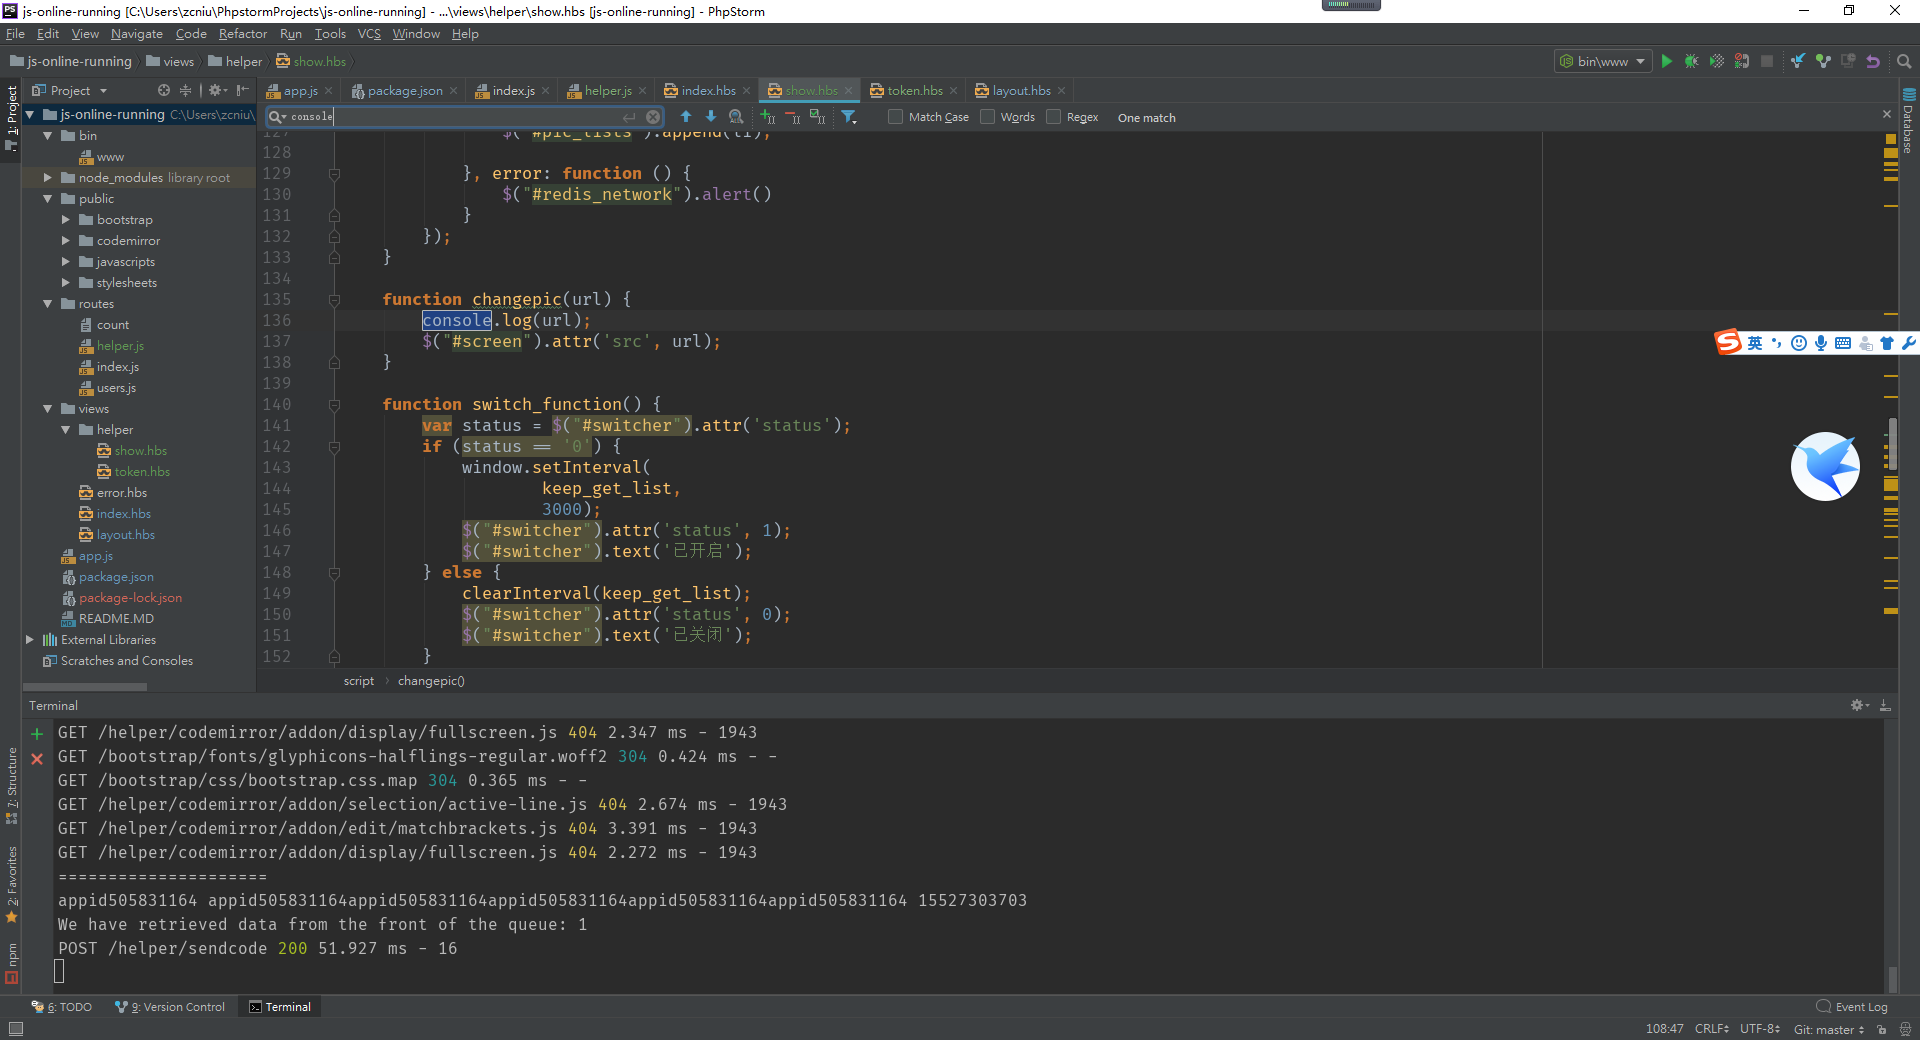 js-online-running [C:\Users\zcniu\PhpstormProjects\js-online-running] - ...\views\helper\show.hbs [js-online-running] - PhpStorm
File Edit View Navigate Code Refactor Run Tools VCS Window Help
js-online-running views helper show.hbs
bin\www
Project
app.js package.json index.js helper.js index.hbs show.hbs token.hbs layout.hbs
console
Match Case Words Regex One match
1: Project
Database
js-online-running C:\Users\zcniu\
bin
www
node_modules library root
public
bootstrap
codemirror
javascripts
stylesheets
routes
count
helper.js
index.js
users.js
views
helper
show.hbs
token.hbs
error.hbs
index.hbs
layout.hbs
app.js
package.json
package-lock.json
README.MD
External Libraries
Scratches and Consoles
127 $("#pic_lists").append(li);
128
129 }, error: function () {
130 $("#redis_network").alert()
131 }
132 });
133 }
134
135 function changepic(url) {
136 console.log(url);
137 $("#screen").attr('src', url);
138 }
139
140 function switch_function() {
141 var status = $("#switcher").attr('status');
142 if (status == '0') {
143 window.setInterval(
144 keep_get_list,
145 3000);
146 $("#switcher").attr('status', 1);
147 $("#switcher").text('已开启');
148 } else {
149 clearInterval(keep_get_list);
150 $("#switcher").attr('status', 0);
151 $("#switcher").text('已关闭');
152 }
英
script changepic()
Terminal
GET /helper/codemirror/addon/display/fullscreen.js 404 2.347 ms - 1943
GET /bootstrap/fonts/glyphicons-halflings-regular.woff2 304 0.424 ms - -
GET /bootstrap/css/bootstrap.css.map 304 0.365 ms - -
GET /helper/codemirror/addon/selection/active-line.js 404 2.674 ms - 1943
GET /helper/codemirror/addon/edit/matchbrackets.js 404 3.391 ms - 1943
GET /helper/codemirror/addon/display/fullscreen.js 404 2.272 ms - 1943
=====================
appid505831164 appid505831164appid505831164appid505831164appid505831164appid505831164 15527303703
We have retrieved data from the front of the queue: 1
POST /helper/sendcode 200 51.927 ms - 16
7: Structure
2: Favorites
npm
6: TODO 9: Version Control Terminal Event Log
108:47 CRLF UTF-8 Git: master